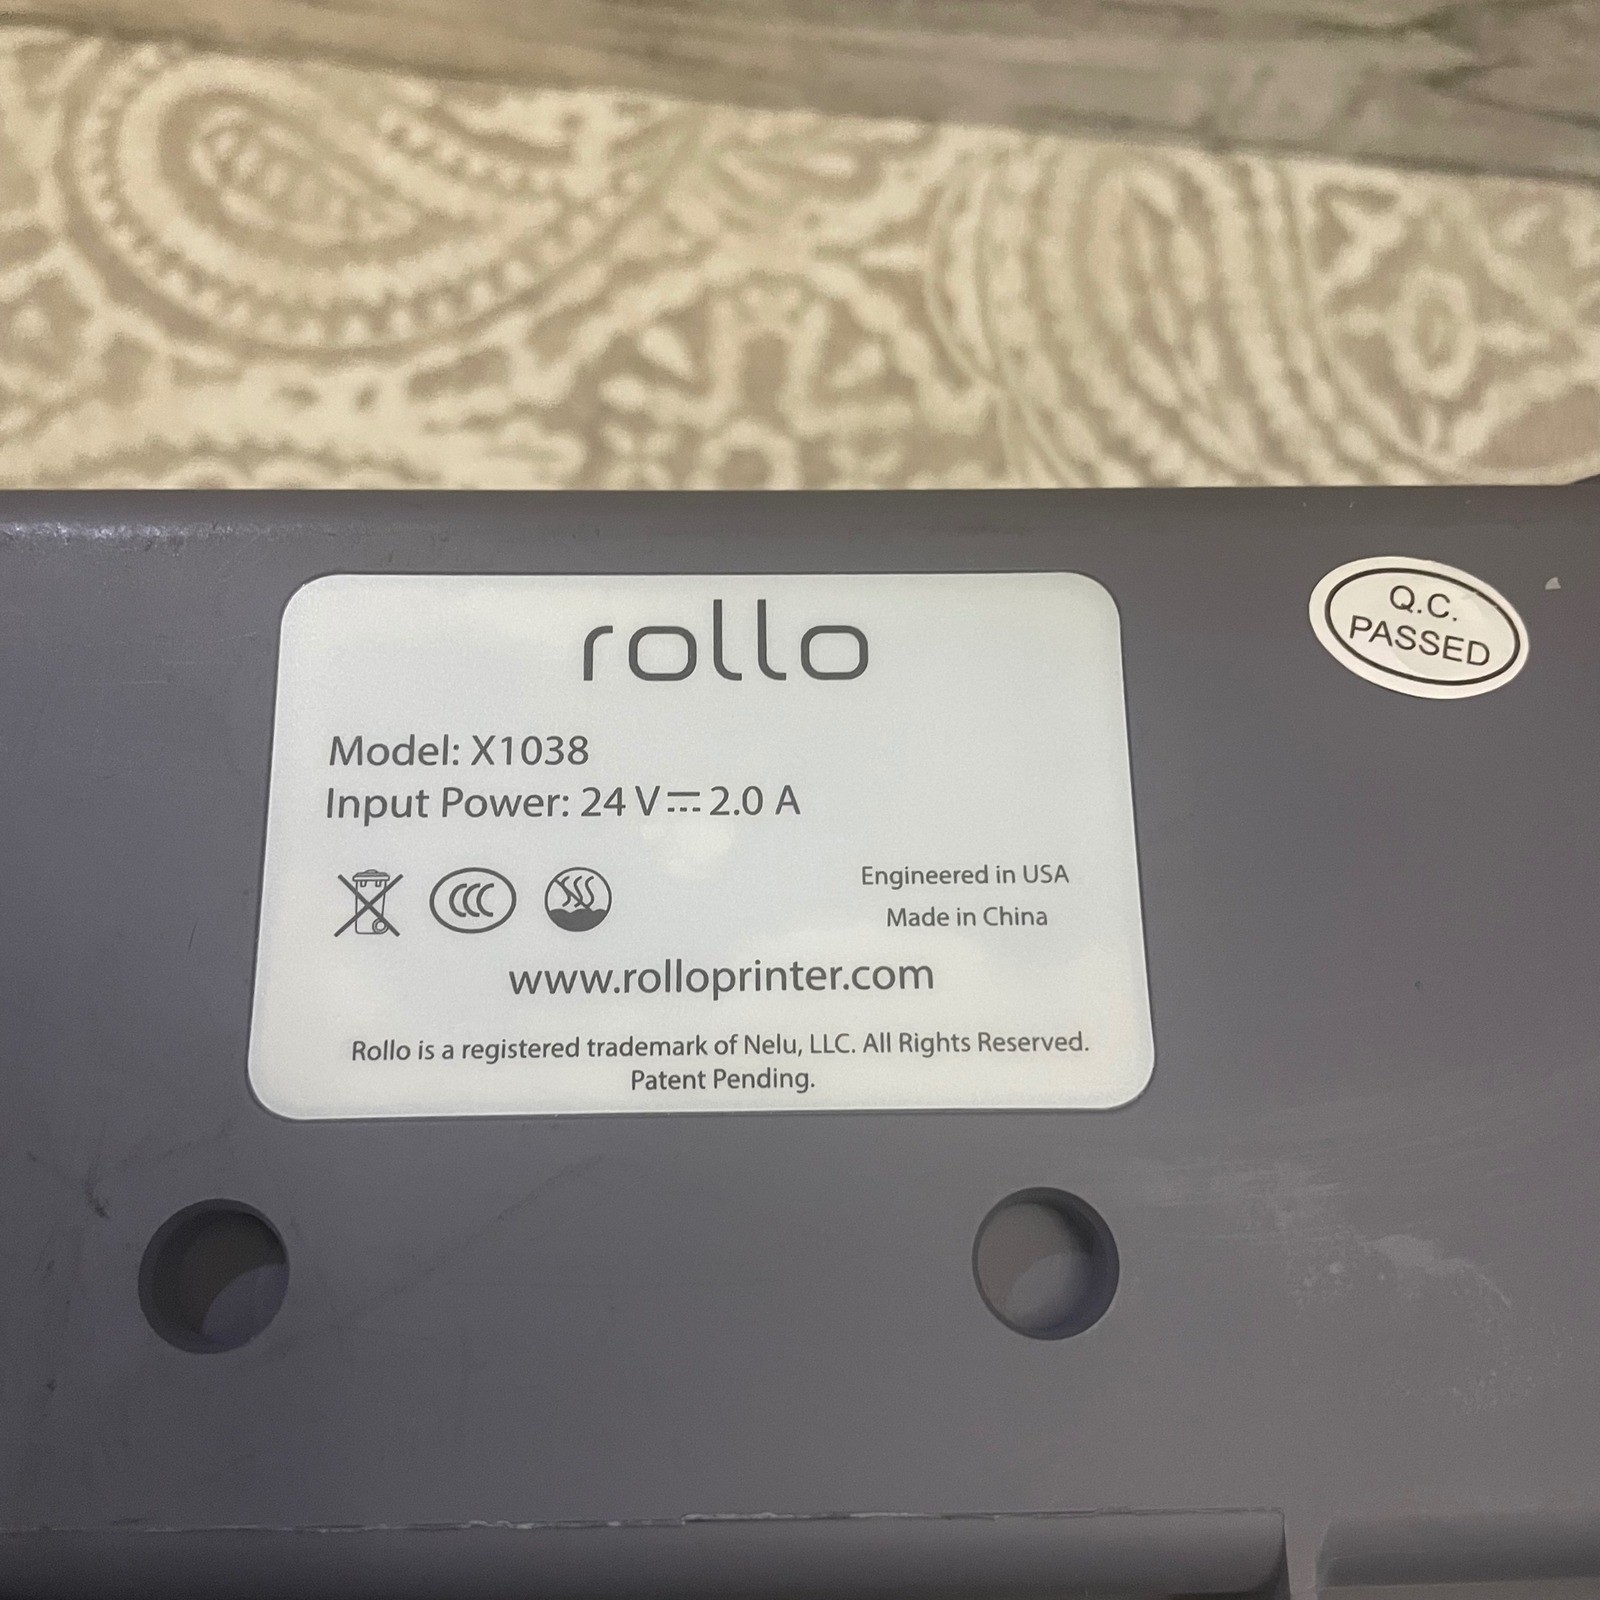 rollo
Model: X1038
Input Power: 24 V⎓2.0 A
CCC
Engineered in USA
Made in China
www.rolloprinter.com
Rollo is a registered trademark of Nelu, LLC. All Rights Reserved.
Patent Pending.
Q.C.
PASSED